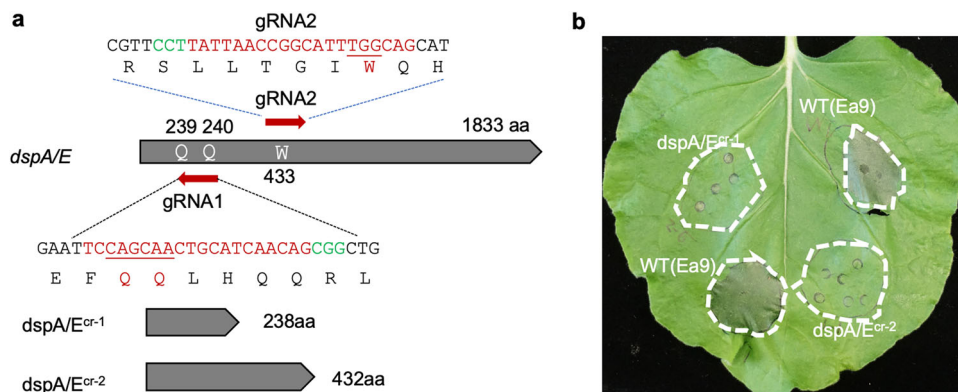 a
gRNA2
CGTTCCTTATTAACCGGCATTTGGCAGCAT
R S L L T G I W Q H
gRNA2
239 240
1833 aa
dspA/E
Q Q W
433
gRNA1
GAATTCCAGCAACTGCATCAACAGCGGCTG
E F Q Q L H Q Q R L
dspA/Ecr-1
238aa
dspA/Ecr-2
432aa
b
WT(Ea9)
dspA/Ecr-1
WT(Ea9)
dspA/Ecr-2